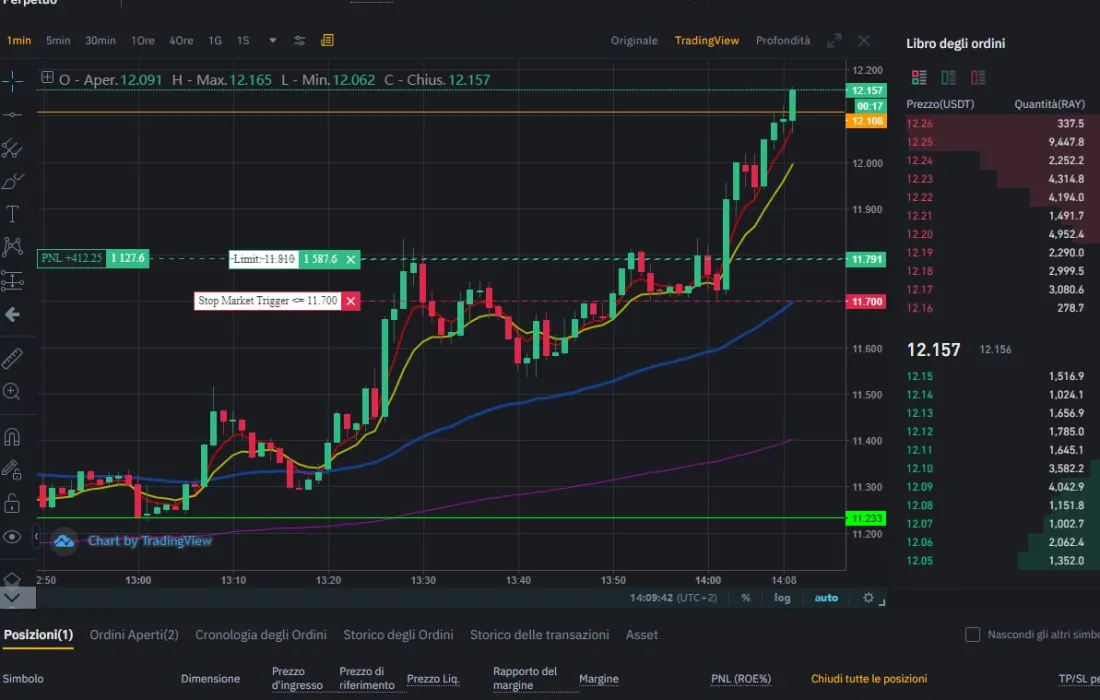 Perpetuo
1min 5min 30min 1Ore 4Ore 1G 1S Originale TradingView Profondità
O - Aper. 12.091 H - Max. 12.165 L - Min. 12.062 C - Chius. 12.157
12.200
12.157
00:17
12.108
12.000
11.900
PNL +412.25 1 127.6 Limit: 11.810 1 587.6 11.791
Stop Market Trigger <= 11.700 11.700
11.600
11.500
11.400
11.300
11.233
11.200
Chart by TradingView
2:50 13:00 13:10 13:20 13:30 13:40 13:50 14:00 14:08
14:09:42 (UTC+2) % log auto
Libro degli ordini
Prezzo(USDT) Quantità(RAY)
12.26 337.5
12.25 9,447.8
12.24 2,252.2
12.23 4,314.8
12.22 4,194.0
12.21 1,491.7
12.20 4,952.4
12.19 2,290.0
12.18 2,999.5
12.17 3,080.6
12.16 278.7
12.157 12.156
12.15 1,516.9
12.14 1,024.1
12.13 1,656.9
12.12 1,785.0
12.11 1,645.1
12.10 3,582.2
12.09 4,042.9
12.08 1,151.8
12.07 1,002.7
12.06 2,062.4
12.05 1,352.0
Posizioni(1) Ordini Aperti(2) Cronologia degli Ordini Storico degli Ordini Storico delle transazioni Asset Nascondi gli altri simbo
Simbolo Dimensione Prezzo d'ingresso Prezzo di riferimento Prezzo Liq. Rapporto del margine Margine PNL (ROE%) Chiudi tutte le posizioni TP/SL pe